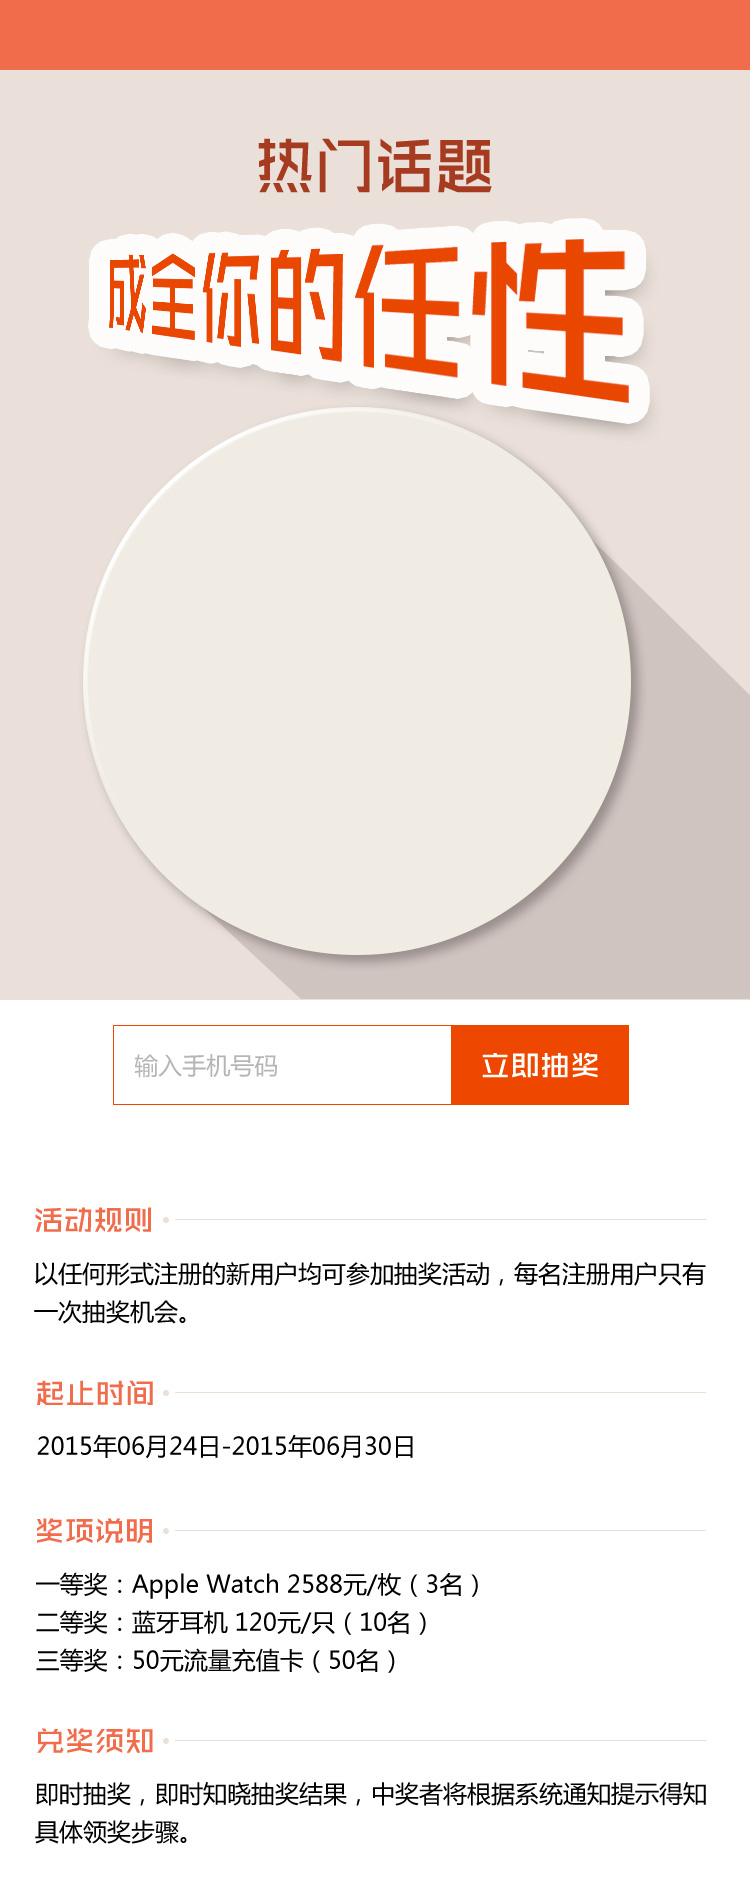 热门话题
成全你的任性
输入手机号码
立即抽奖
活动规则
以任何形式注册的新用户均可参加抽奖活动，每名注册用户只有
一次抽奖机会。
起止时间
2015年06月24日-2015年06月30日
奖项说明
一等奖：Apple Watch 2588元/枚（3名）
二等奖：蓝牙耳机 120元/只（10名）
三等奖：50元流量充值卡（50名）
兑奖须知
即时抽奖，即时知晓抽奖结果，中奖者将根据系统通知提示得知
具体领奖步骤。